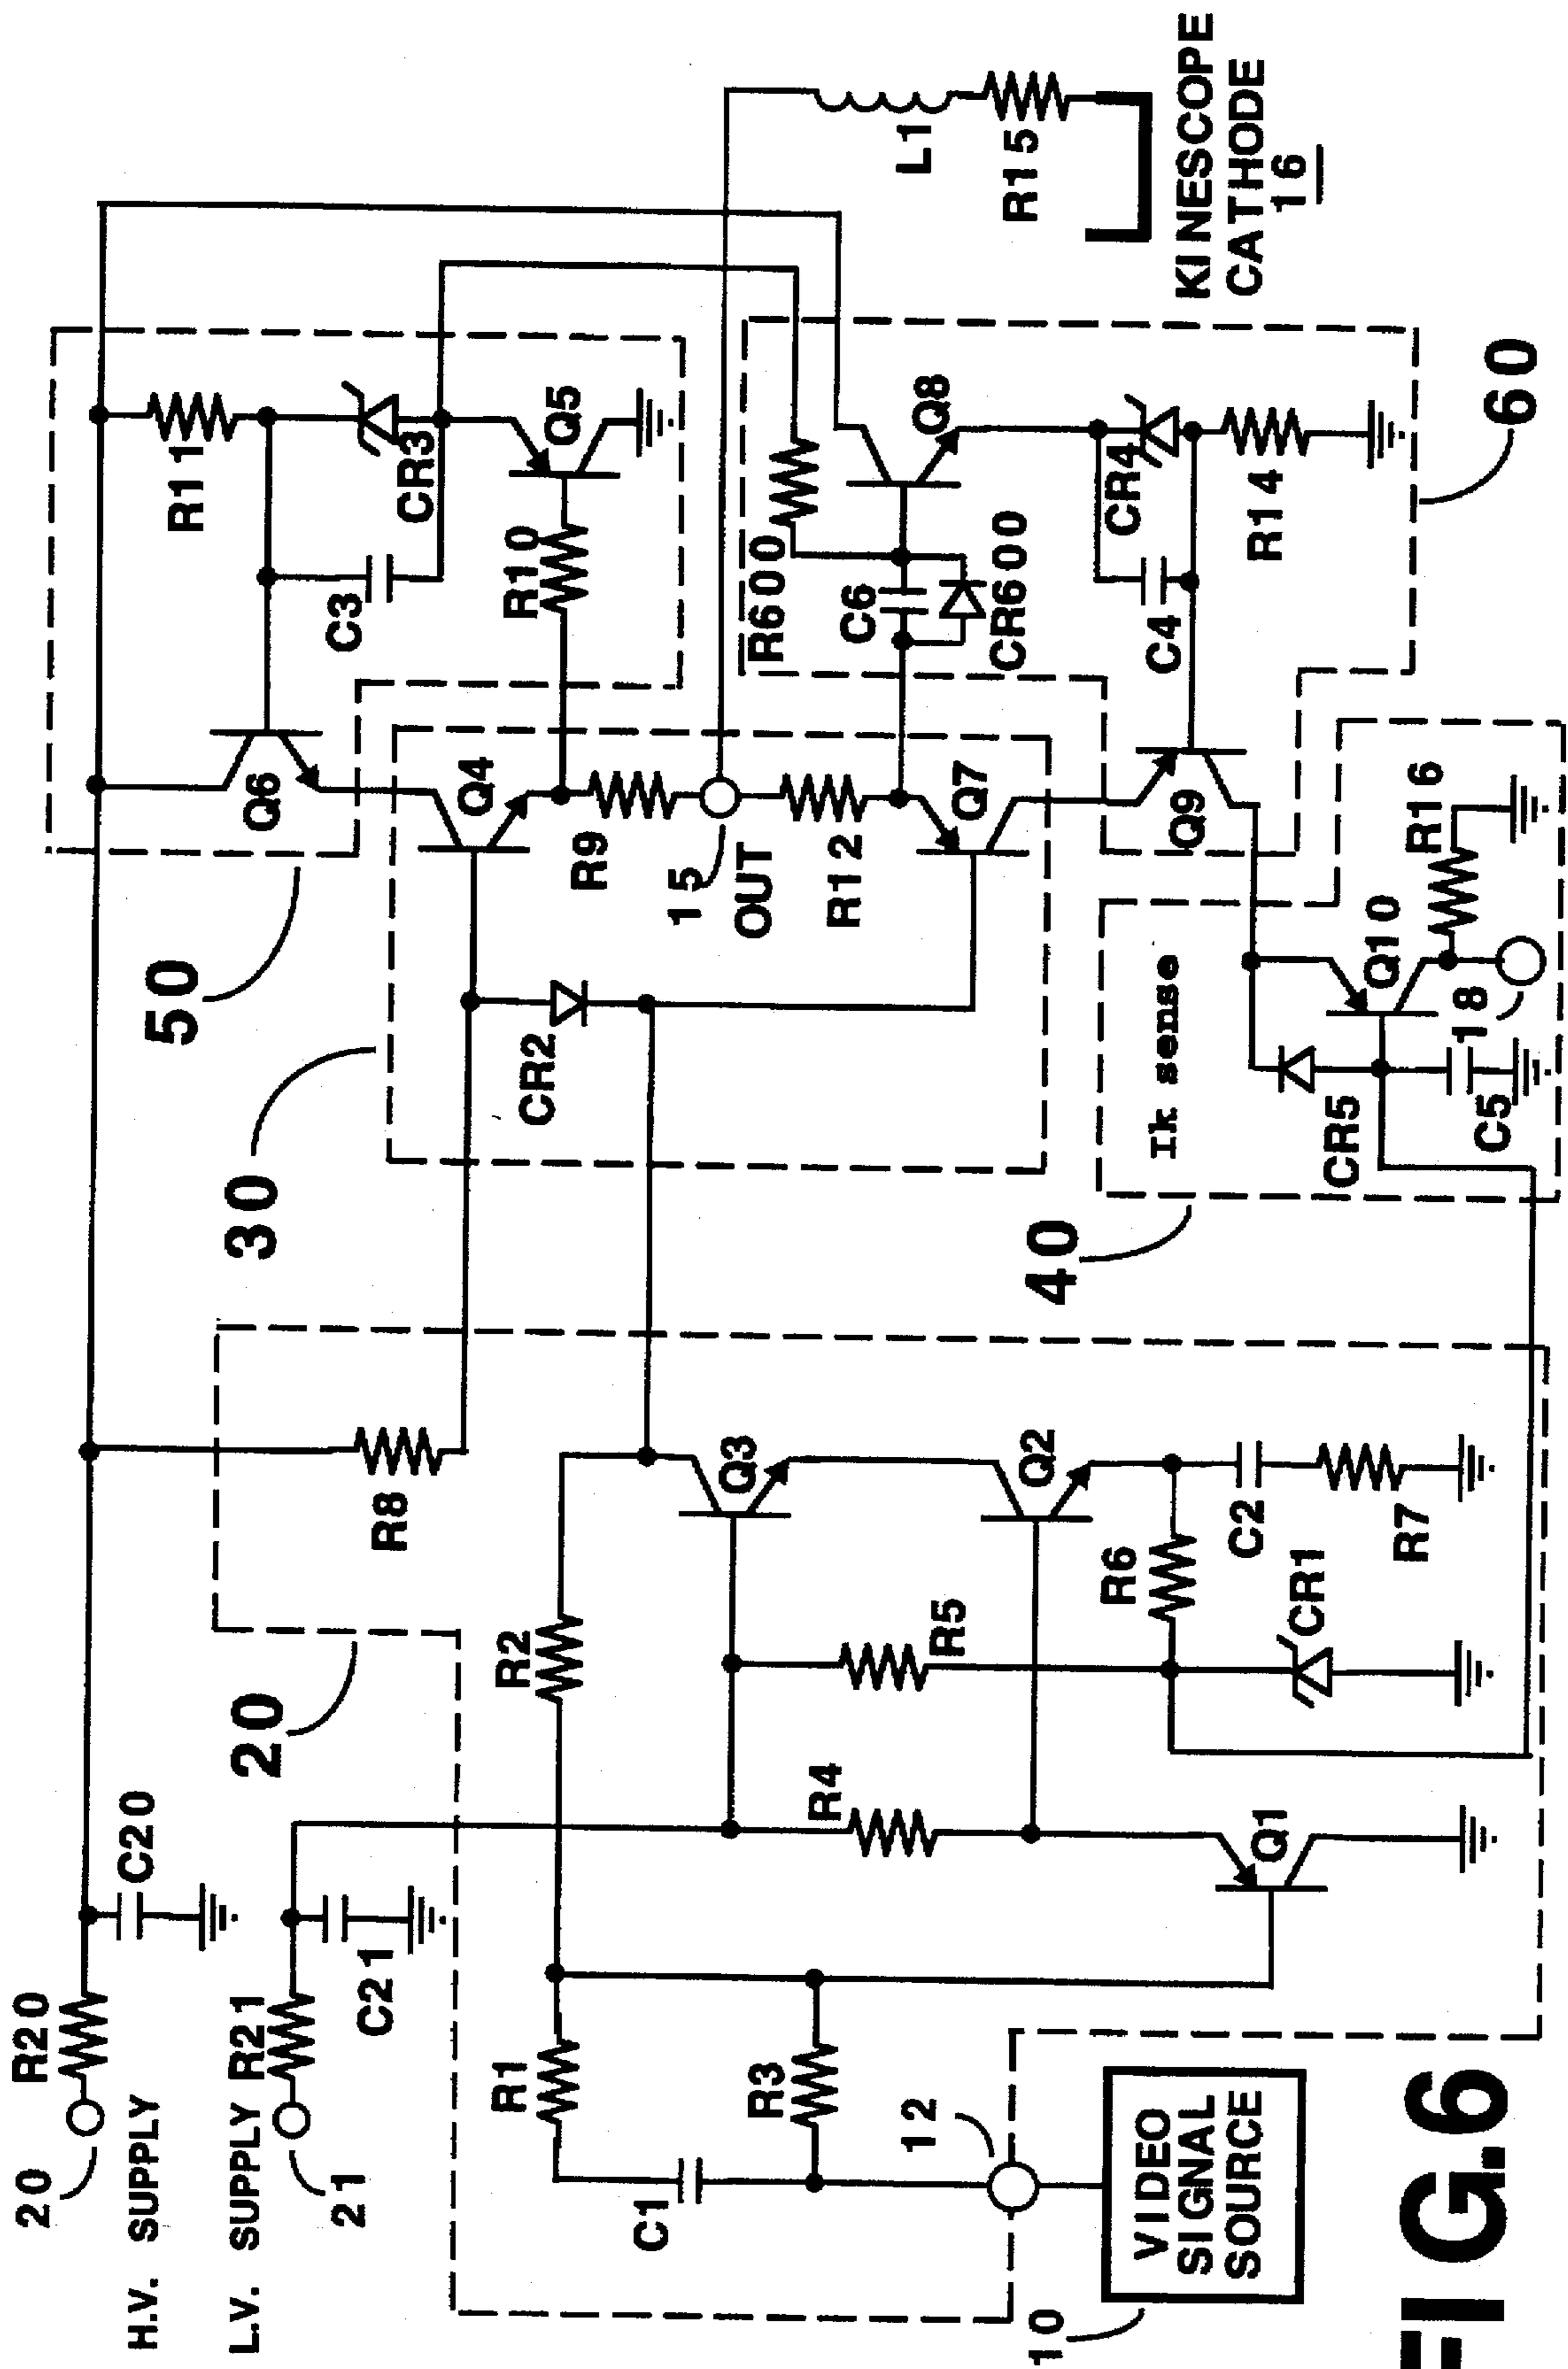 20
R20
C20
H.V. SUPPLY
L.V. SUPPLY
R21
21
C21
20
R8
50
30
R11
C3
CR3
Q6
Q5
R10
Q4
R9
15
OUT
R12
Q7
CR2
R600
C6
CR600
Q8
CR4
C4
R14
L1
R15
KINESCOPE
CATHODE
16
60
Q9
R16
Ik sense
40
Q10
18
CR5
C5
R2
Q3
Q2
R5
R4
R6
C2
R7
CR1
Q1
R1
R3
C1
12
VIDEO
SIGNAL
SOURCE
10
FIG.6